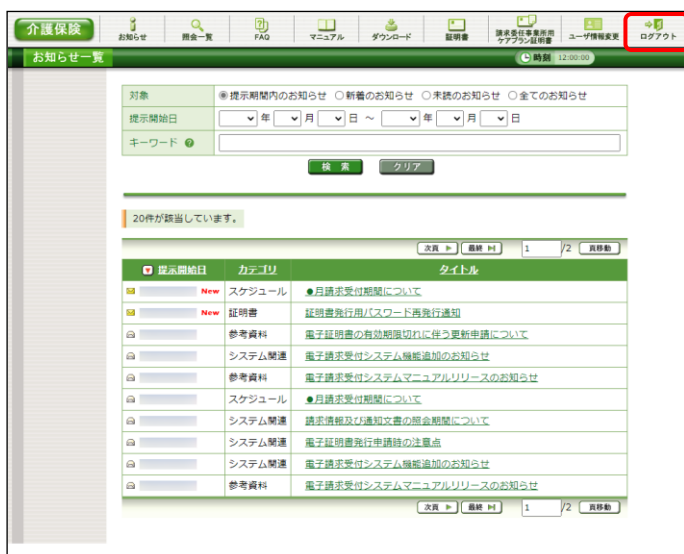 介護保険
お知らせ 照会一覧 FAQ マニュアル ダウンロード 証明書 請求委任事業所用 ケアプラン証明書 ユーザ情報変更 ログアウト
お知らせ一覧 時刻 12:00:00
対象 提示期間内のお知らせ 新着のお知らせ 未読のお知らせ 全てのお知らせ
提示開始日 年 月 日 ～ 年 月 日
キーワード ?
検 索 クリア
20件が該当しています。
次頁 最終 1 /2 頁移動
提示開始日 カテゴリ タイトル
New スケジュール ●月請求受付期間について
New 証明書 証明書発行用パスワード再発行通知
参考資料 電子証明書の有効期限切れに伴う更新申請について
システム関連 電子請求受付システム機能追加のお知らせ
参考資料 電子請求受付システムマニュアルリリースのお知らせ
スケジュール ●月請求受付期間について
システム関連 請求情報及び通知文書の照会期間について
システム関連 電子証明書発行申請時の注意点
システム関連 電子請求受付システム機能追加のお知らせ
参考資料 電子請求受付システムマニュアルリリースのお知らせ
次頁 最終 1 /2 頁移動